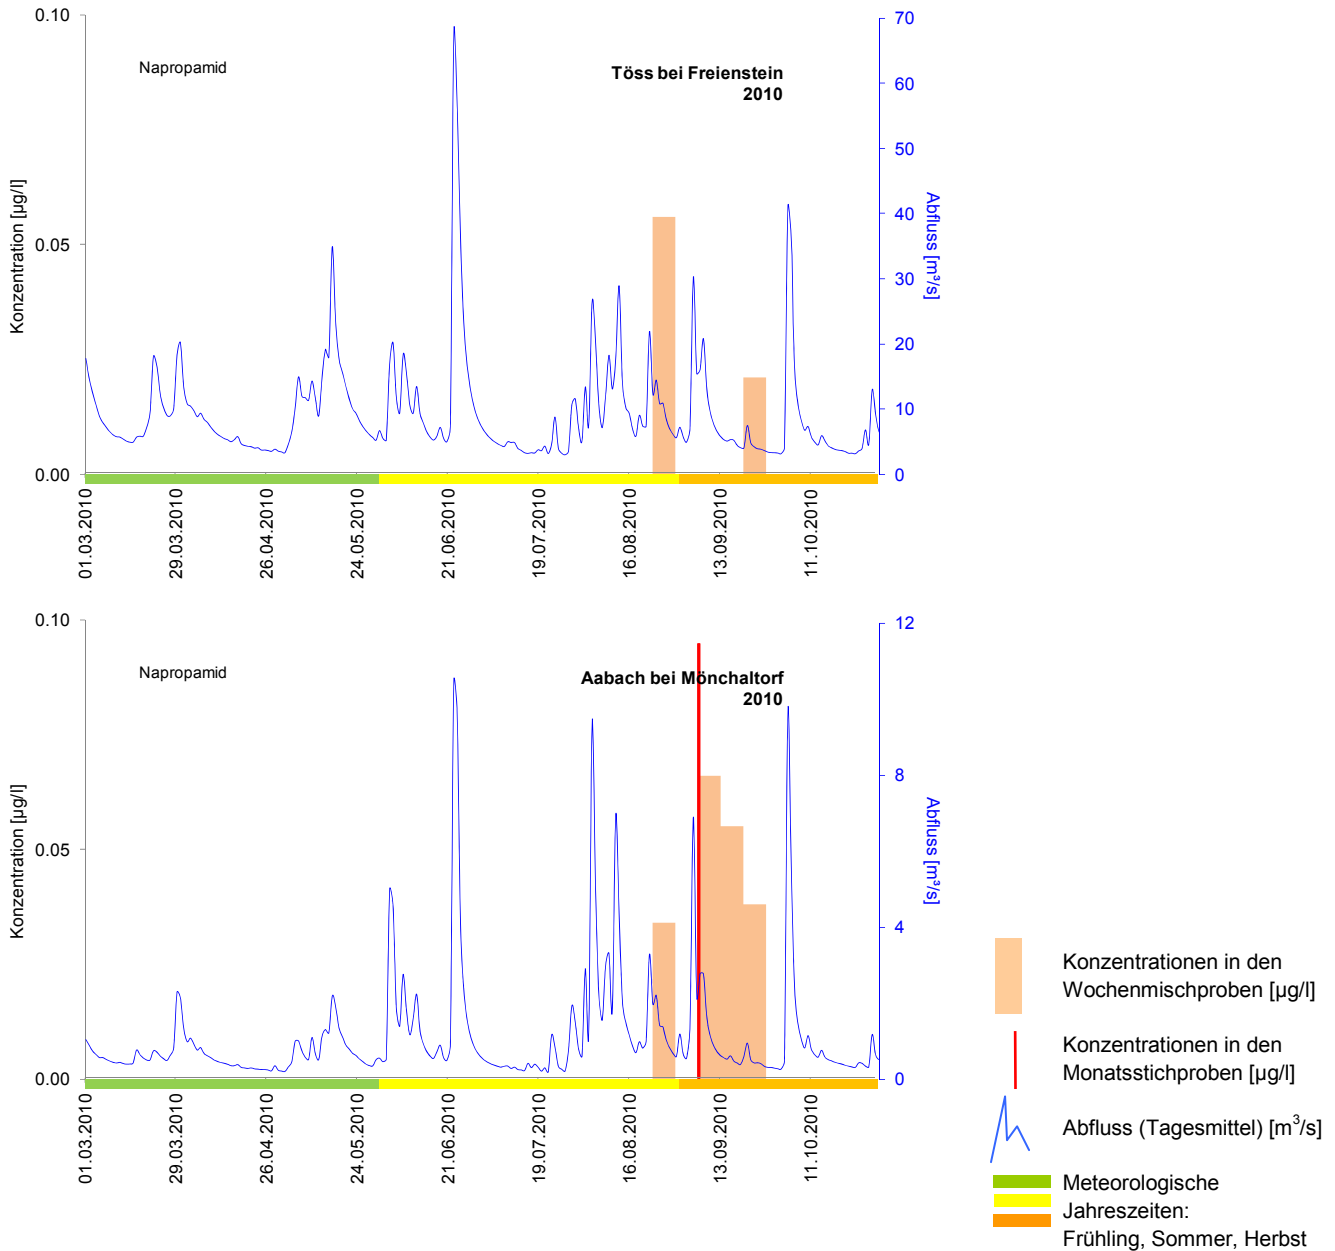 0.10
0.05
0.00
Konzentration [µg/l]
Napropamid
Töss bei Freienstein
2010
70
60
50
40
30
20
10
0
Abfluss [m³/s]
01.03.2010
29.03.2010
26.04.2010
24.05.2010
21.06.2010
19.07.2010
16.08.2010
13.09.2010
11.10.2010
0.10
0.05
0.00
Konzentration [µg/l]
Napropamid
Aabach bei Mönchaltorf
2010
12
8
4
0
Abfluss [m³/s]
01.03.2010
29.03.2010
26.04.2010
24.05.2010
21.06.2010
19.07.2010
16.08.2010
13.09.2010
11.10.2010
Konzentrationen in den
Wochenmischproben [µg/l]
Konzentrationen in den
Monatsstichproben [µg/l]
Abfluss (Tagesmittel) [m³/s]
Meteorologische
Jahreszeiten:
Frühling, Sommer, Herbst